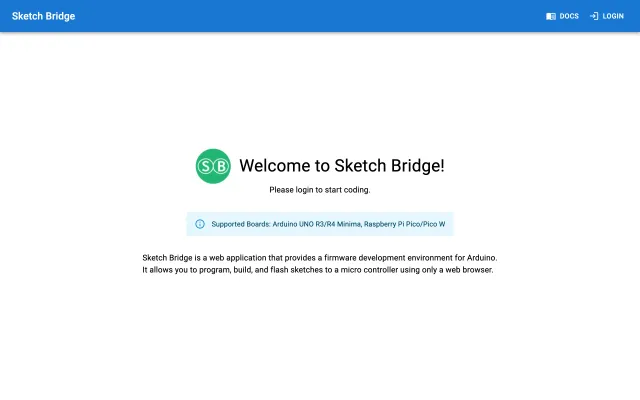 Sketch Bridge
DOCS
LOGIN
SB
Welcome to Sketch Bridge!
Please login to start coding.
Supported Boards: Arduino UNO R3/R4 Minima, Raspberry Pi Pico/Pico W
Sketch Bridge is a web application that provides a firmware development environment for Arduino.
It allows you to program, build, and flash sketches to a micro controller using only a web browser.